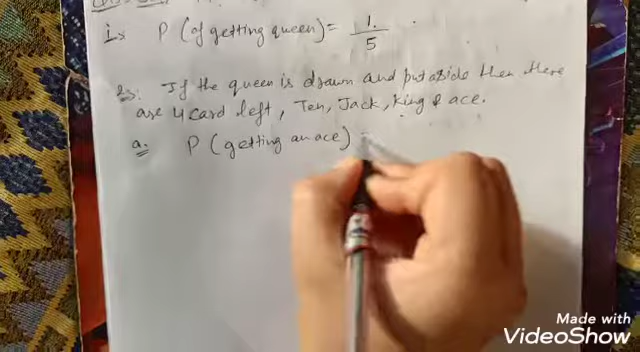 i, P (of getting queen) = 1/5
ii, If the queen is drawn and put aside then there
are 4 card left, Ten, Jack, King & ace.
a. P (getting an ace) =
Made with
VideoShow